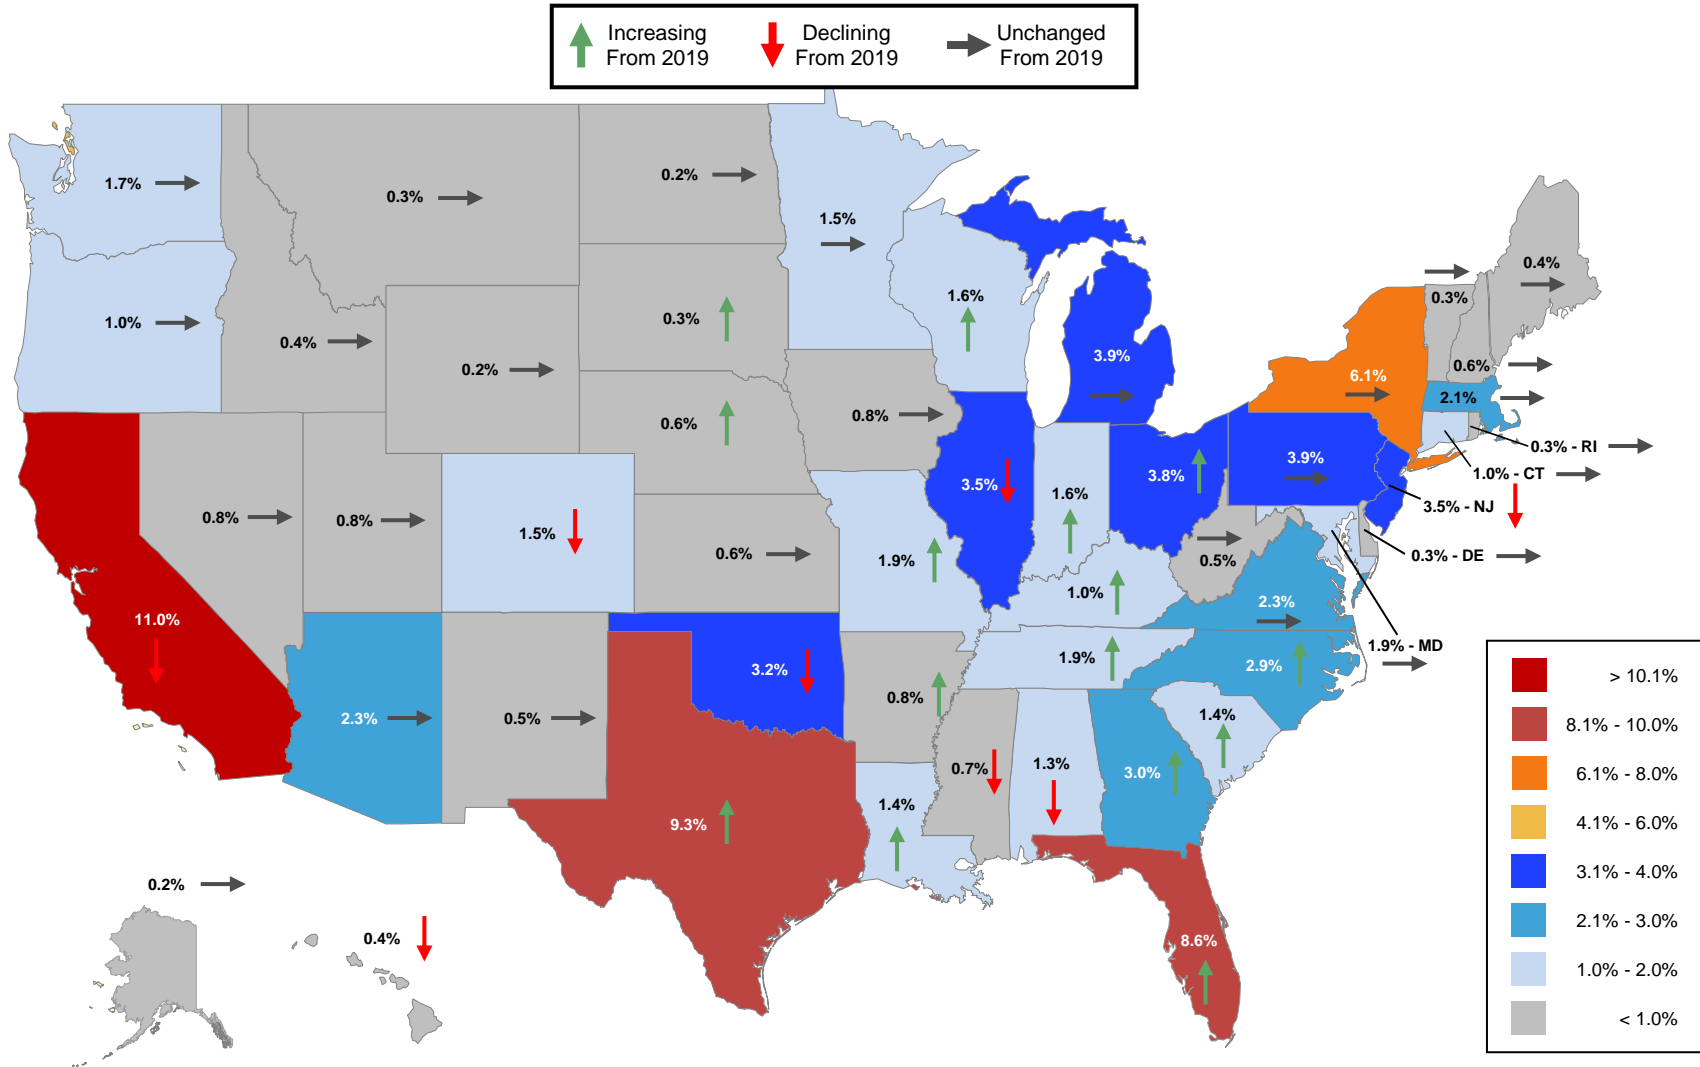 Increasing
From 2019
Declining
From 2019
Unchanged
From 2019
1.7%
0.3%
0.2%
1.5%
1.6%
0.4%
0.3%
1.0%
0.4%
0.2%
0.3%
3.9%
6.1%
0.6%
2.1%
0.6%
0.8%
3.9%
0.3% - RI
1.0% - CT
3.5% - NJ
0.3% - DE
1.9% - MD
3.8%
3.5%
1.6%
0.8%
0.8%
1.5%
0.6%
1.9%
0.5%
1.0%
2.3%
11.0%
3.2%
1.9%
2.9%
2.3%
0.5%
0.8%
1.4%
0.7%
1.3%
3.0%
9.3%
1.4%
8.6%
0.2%
0.4%
> 10.1%
8.1% - 10.0%
6.1% - 8.0%
4.1% - 6.0%
3.1% - 4.0%
2.1% - 3.0%
1.0% - 2.0%
< 1.0%